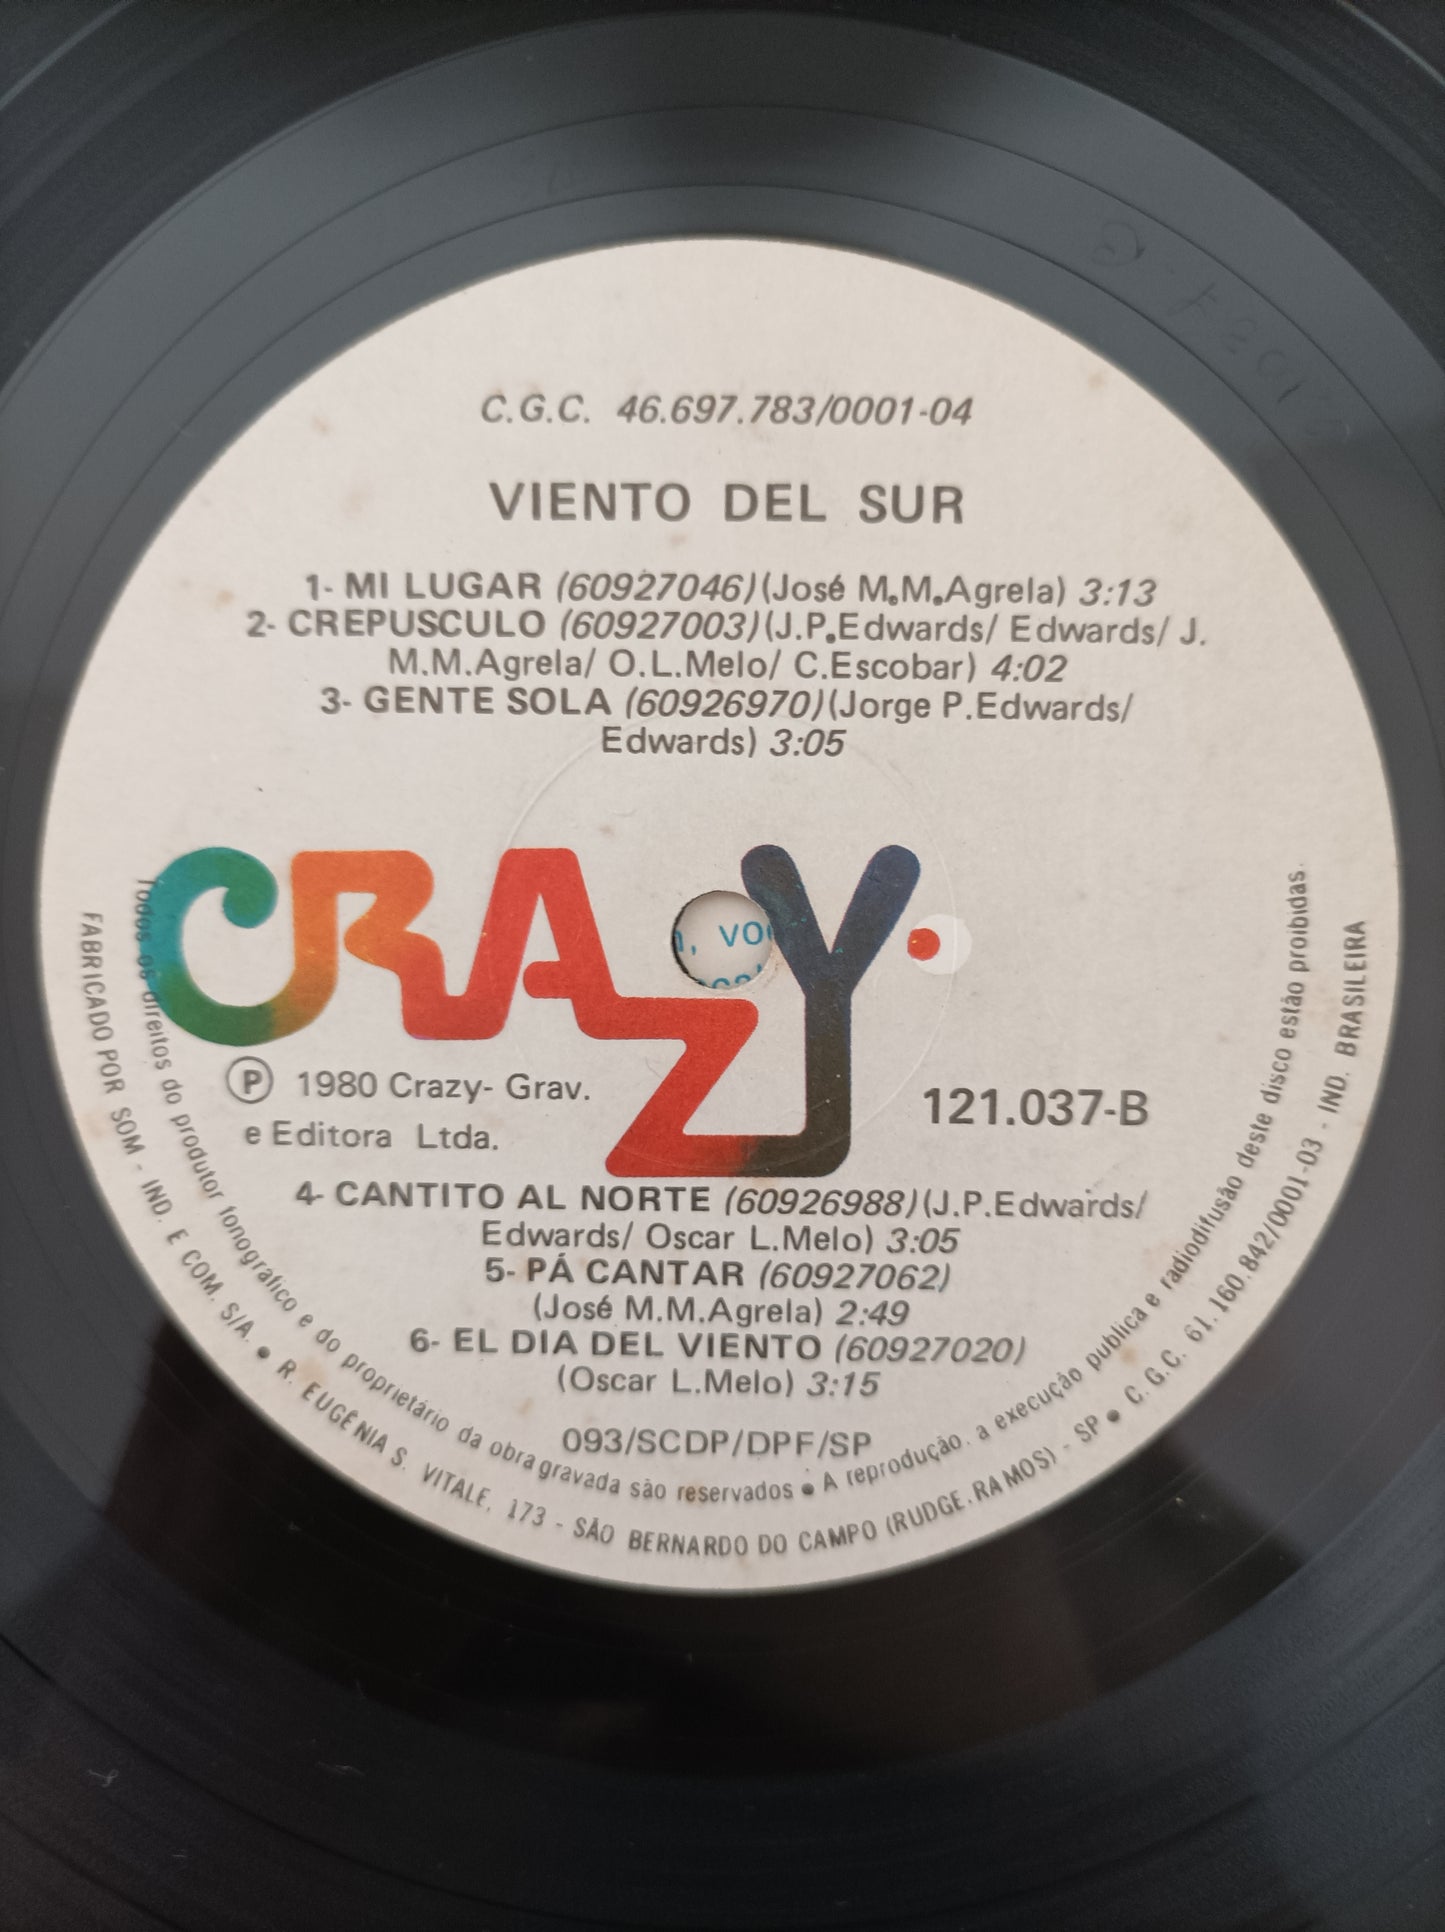 C.G.C. 46.697.783/0001-04
VIENTO DEL SUR
1- MI LUGAR (60927046)(José M.M.Agrela) 3:13
2- CREPUSCULO (60927003)(J.P.Edwards/ Edwards/ J.
M.M.Agrela/ O.L.Melo/ C.Escobar) 4:02
3- GENTE SOLA (60926970)(Jorge P.Edwards/
Edwards) 3:05
CRAZY
Ⓟ 1980 Crazy- Grav.
e Editora Ltda.
121.037-B
4- CANTITO AL NORTE (60926988)(J.P.Edwards/
Edwards/ Oscar L.Melo) 3:05
5- PÁ CANTAR (60927062)
(José M.M.Agrela) 2:49
6- EL DIA DEL VIENTO (60927020)
(Oscar L.Melo) 3:15
093/SCDP/DPF/SP
Todos os direitos do produtor fonografico e do proprietário da obra gravada são reservados ● A reprodução. a execução publica e radiodifusão deste disco estão proibidas.
FABRICADO POR SOM - IND. E COM. S/A. ● R. EUGÊNIA S. VITALE, 173 - SÃO BERNARDO DO CAMPO (RUDGE.RAMOS) - SP ● C.G.C. 61.160.842/0001-03 - IND. BRASILEIRA